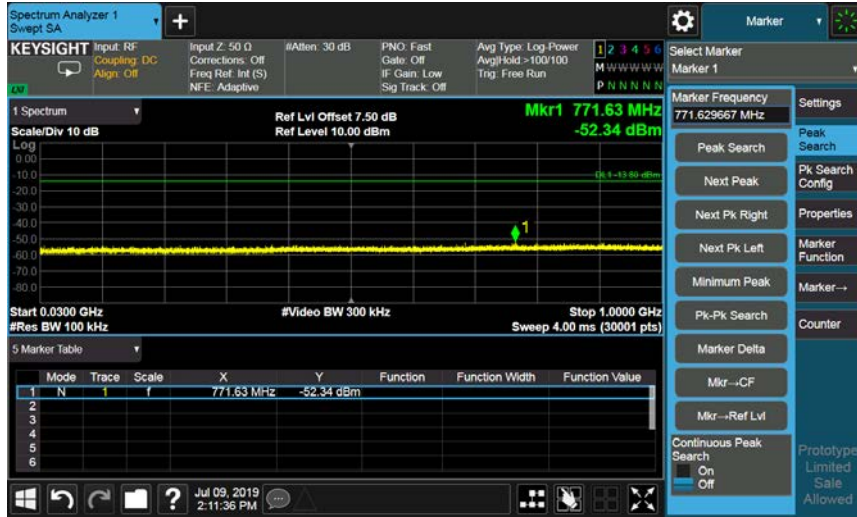 Spectrum Analyzer 1
Swept SA
+
Marker
KEYSIGHT
Input: RF
Coupling: DC
Align: Off
Input Z: 50 Ω
Corrections: Off
Freq Ref: Int (S)
NFE: Adaptive
#Atten: 30 dB
PNO: Fast
Gate: Off
IF Gain: Low
Sig Track: Off
Avg Type: Log-Power
Avg|Hold:>100/100
Trig: Free Run
1 2 3 4 5 6
M W W W W W
P N N N N N
LXI
Select Marker
Marker 1
1 Spectrum
Scale/Div 10 dB
Ref Lvl Offset 7.50 dB
Ref Level 10.00 dBm
Mkr1 771.63 MHz
-52.34 dBm
Log
0.00
-10.0
-20.0
-30.0
-40.0
-50.0
-60.0
-70.0
-80.0
DL1 -13.80 dBm
1
Start 0.0300 GHz
#Res BW 100 kHz
#Video BW 300 kHz
Stop 1.0000 GHz
Sweep 4.00 ms (30001 pts)
5 Marker Table
Mode Trace Scale X Y Function Function Width Function Value
1 N 1 f 771.63 MHz -52.34 dBm
2
3
4
5
6
Marker Frequency
771.629667 MHz
Peak Search
Next Peak
Next Pk Right
Next Pk Left
Minimum Peak
Pk-Pk Search
Marker Delta
Mkr→CF
Mkr→Ref Lvl
Continuous Peak
Search
On
Off
Settings
Peak
Search
Pk Search
Config
Properties
Marker
Function
Marker→
Counter
Prototype
Limited
Sale
Allowed
?
Jul 09, 2019
2:11:36 PM